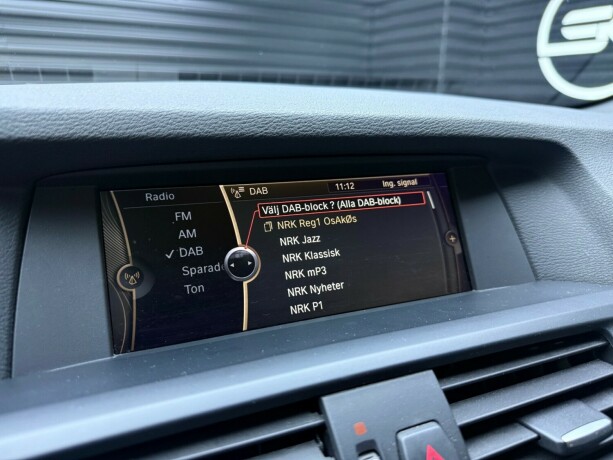 Radio
FM
AM
DAB
Sparad
Ton
DAB 11:12 Ing. signal
Välj DAB-block ? (Alla DAB-block)
NRK Reg1 OsAkØs
NRK Jazz
NRK Klassisk
NRK mP3
NRK Nyheter
NRK P1